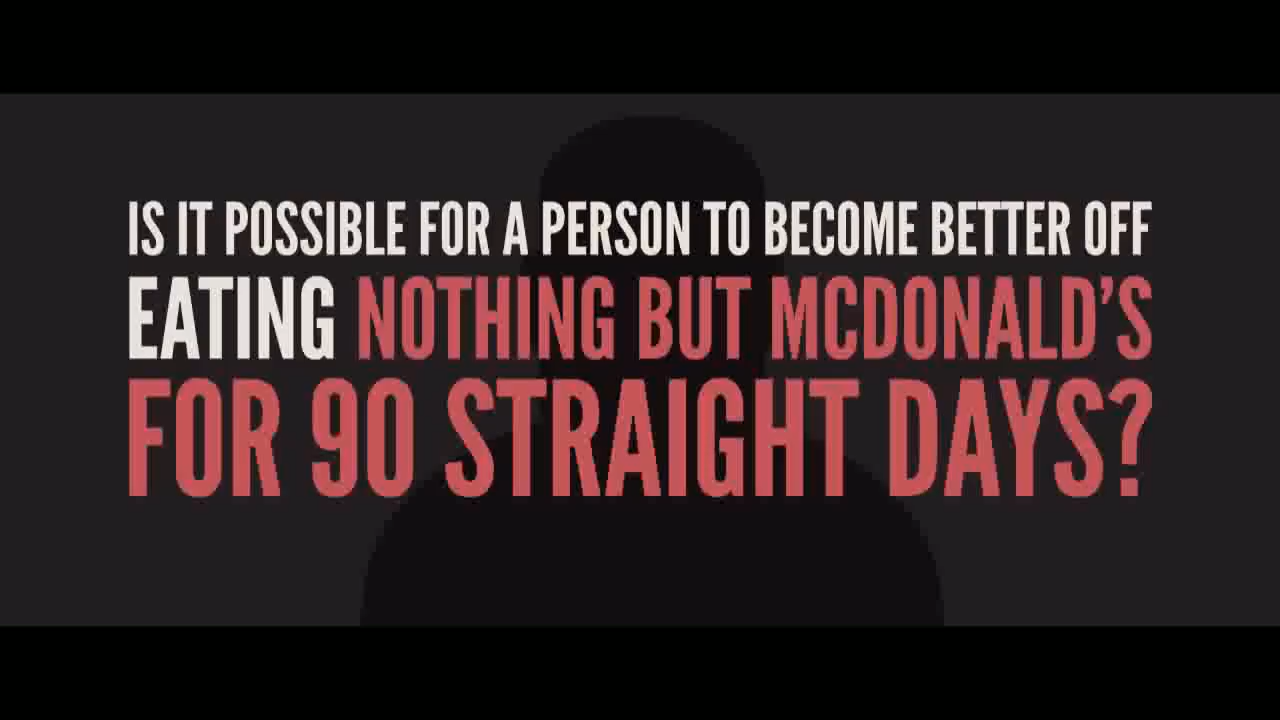 IS IT POSSIBLE FOR A PERSON TO BECOME BETTER OFF
EATING NOTHING BUT MCDONALD'S
FOR 90 STRAIGHT DAYS?